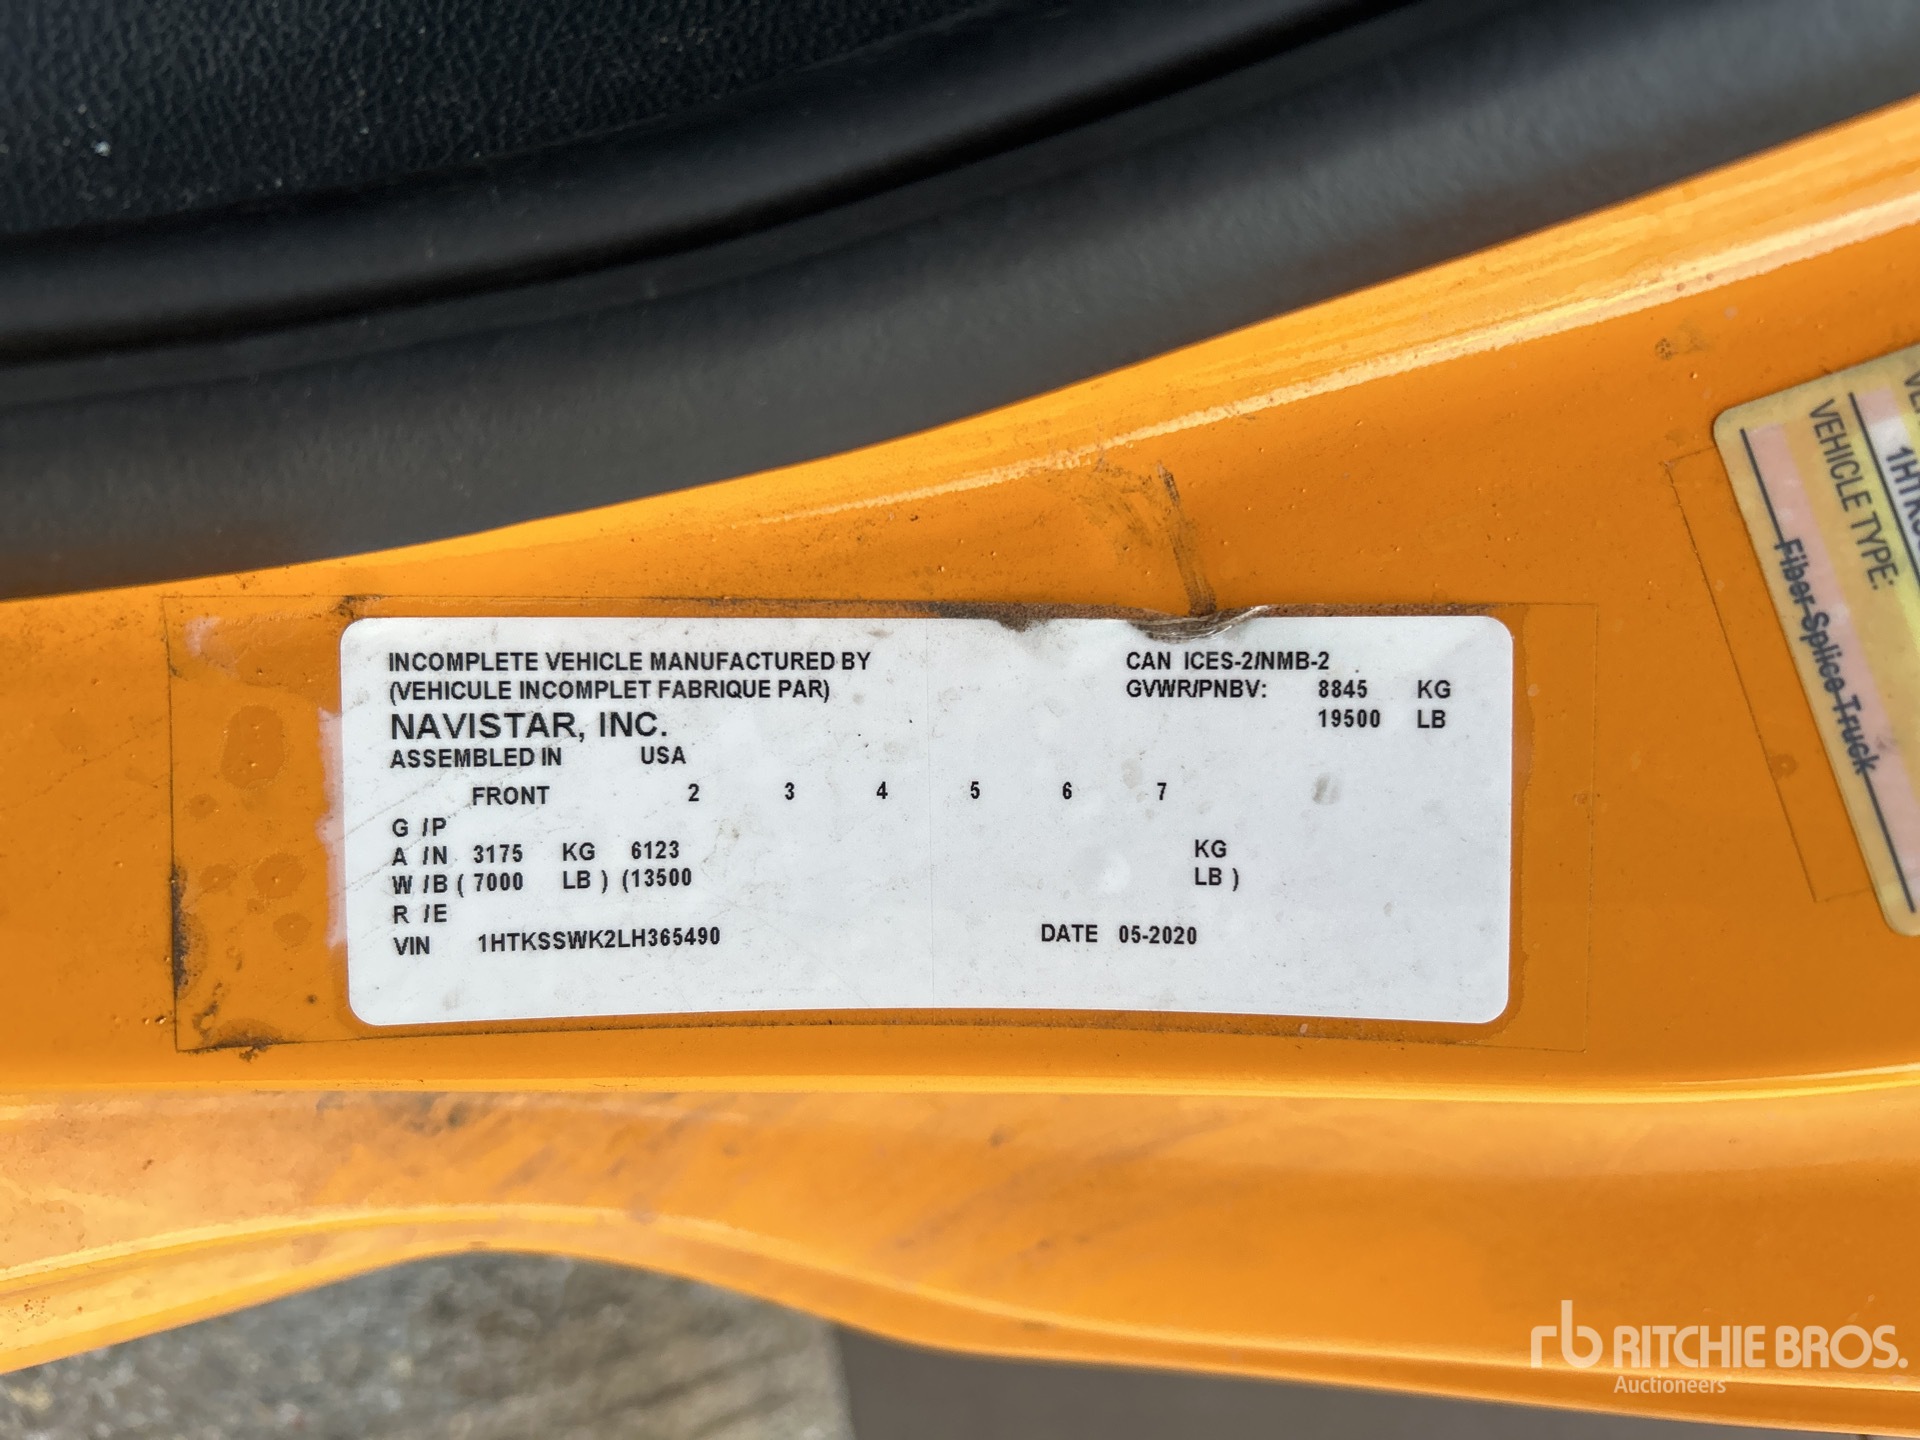 INCOMPLETE VEHICLE MANUFACTURED BY
(VEHICULE INCOMPLET FABRIQUE PAR)
NAVISTAR, INC.
ASSEMBLED IN USA
CAN ICES-2/NMB-2
GVWR/PNBV: 8845 KG
19500 LB
FRONT 2 3 4 5 6 7
G /P
A /N 3175 KG 6123 KG
W /B ( 7000 LB ) (13500 LB )
R /E
VIN 1HTKSSWK2LH365490 DATE 05-2020
VEHICLE TYPE:
Fiber Splice Truck
rb RITCHIE BROS.
Auctioneers